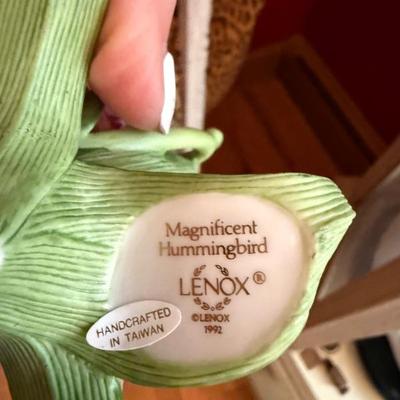 Magnificent
Hummingbird
LENOX®
©LENOX
1992
HANDCRAFTED
IN TAIWAN